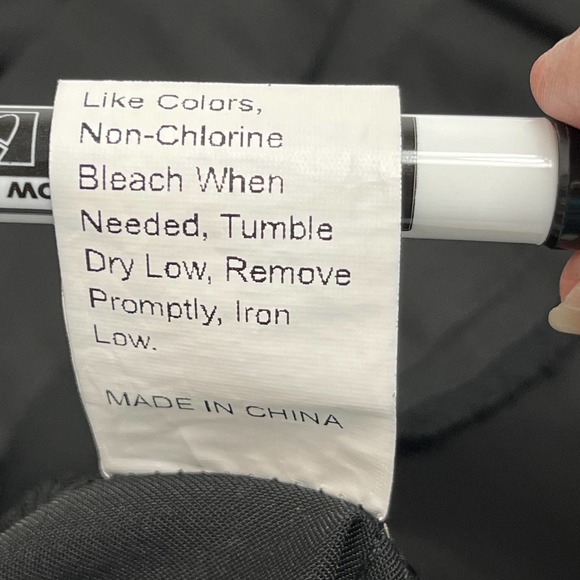 Like Colors,
Non-Chlorine
Bleach When
Needed, Tumble
Dry Low, Remove
Promptly, Iron
Low.
MADE IN CHINA